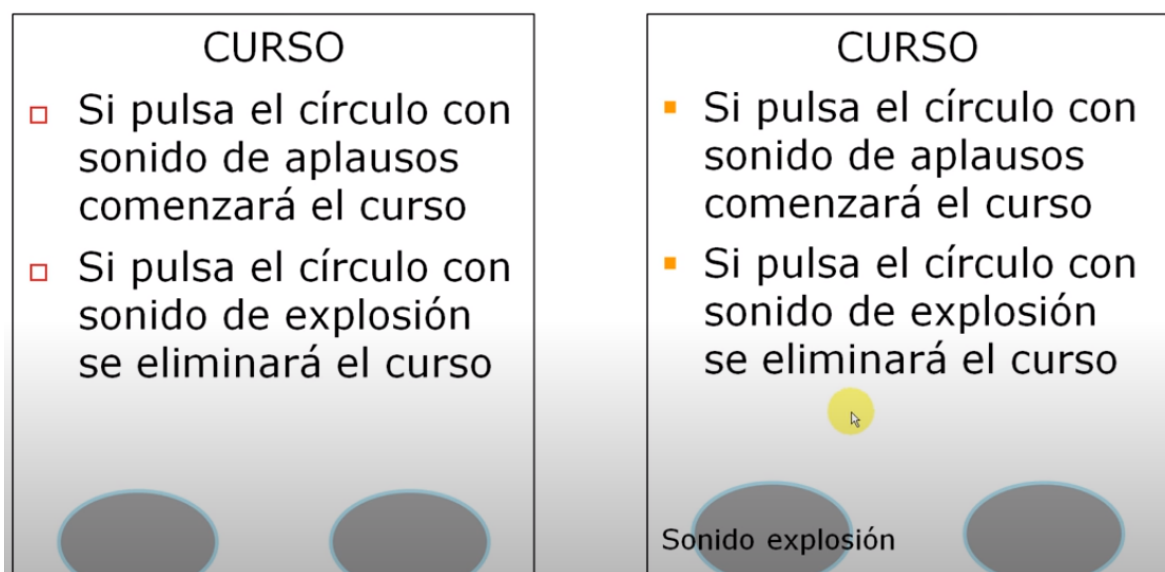 CURSO
Si pulsa el círculo con
sonido de aplausos
comenzará el curso
Si pulsa el círculo con
sonido de explosión
se eliminará el curso
CURSO
Si pulsa el círculo con
sonido de aplausos
comenzará el curso
Si pulsa el círculo con
sonido de explosión
se eliminará el curso
Sonido explosión